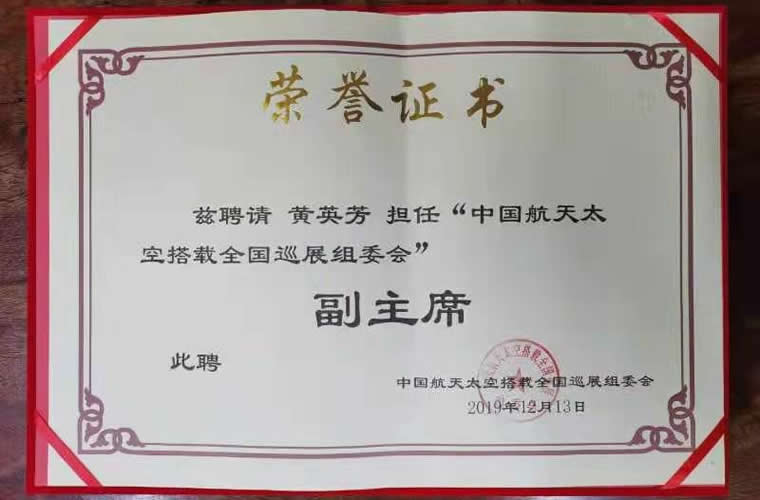 荣誉证书
兹聘请 黄英芳 担任“中国航天太
空搭载全国巡展组委会”
副主席
此聘
中国航天太空搭载全国巡展组委会
2019年12月13日